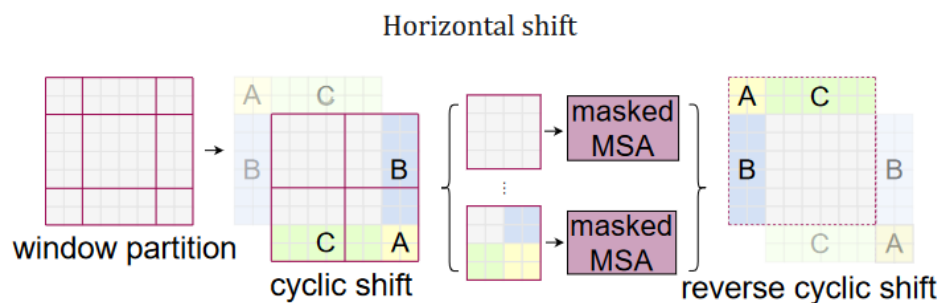 Horizontal shift
A
C
B
B
C
A
window partition
cyclic shift
masked
MSA
⋮
masked
MSA
A
C
B
B
C
A
reverse cyclic shift